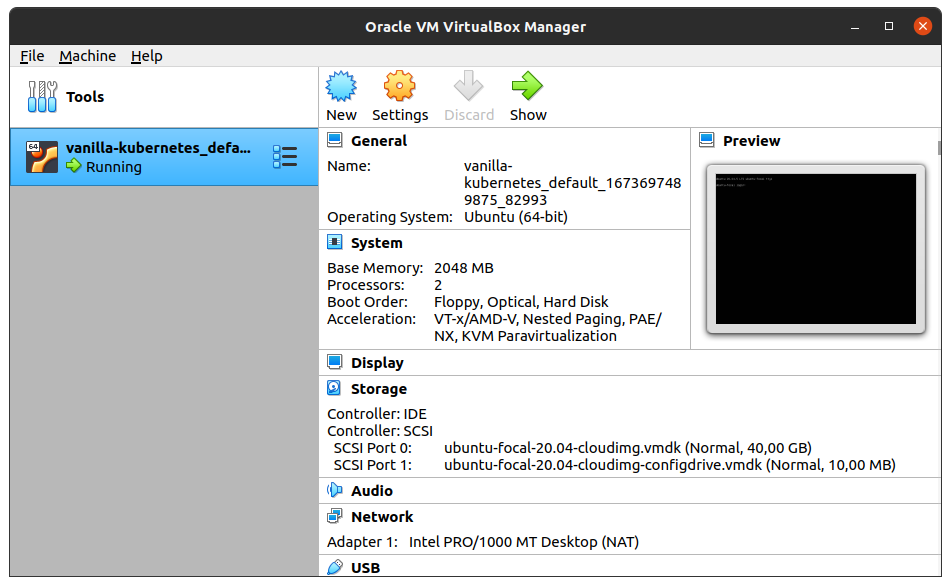 Oracle VM VirtualBox Manager
File Machine Help
Tools
New Settings Discard Show
64
vanilla-kubernetes_defa...
Running
General
Name: vanilla-
kubernetes_default_167369748
9875_82993
Operating System: Ubuntu (64-bit)
Preview
System
Base Memory: 2048 MB
Processors: 2
Boot Order: Floppy, Optical, Hard Disk
Acceleration: VT-x/AMD-V, Nested Paging, PAE/
NX, KVM Paravirtualization
Display
Storage
Controller: IDE
Controller: SCSI
SCSI Port 0: ubuntu-focal-20.04-cloudimg.vmdk (Normal, 40,00 GB)
SCSI Port 1: ubuntu-focal-20.04-cloudimg-configdrive.vmdk (Normal, 10,00 MB)
Audio
Network
Adapter 1: Intel PRO/1000 MT Desktop (NAT)
USB